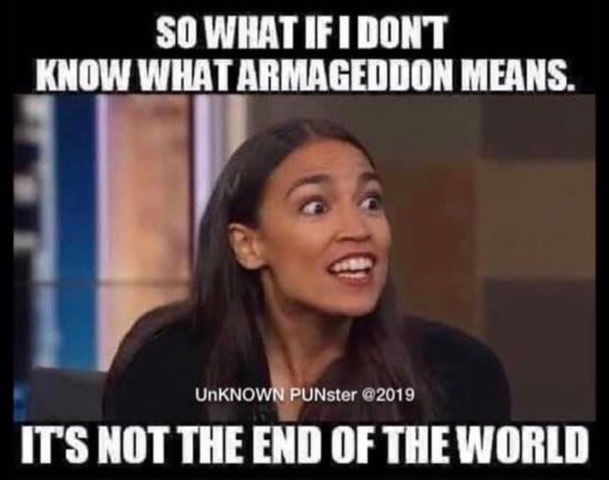 SO WHAT IF I DON'T
KNOW WHAT ARMAGEDDON MEANS.
UnKNOWN PUNster @2019
IT'S NOT THE END OF THE WORLD